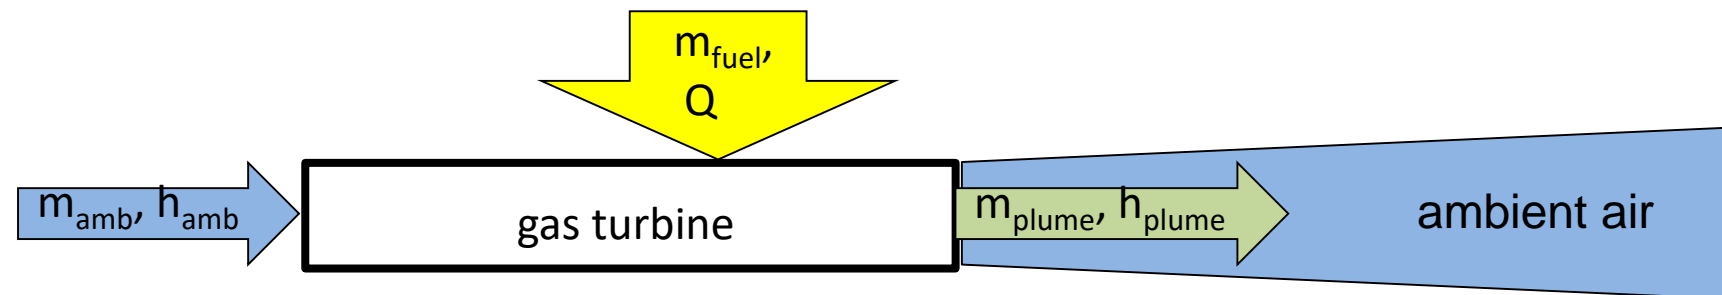 m_fuel,
Q
m_amb, h_amb
gas turbine
m_plume, h_plume
ambient air